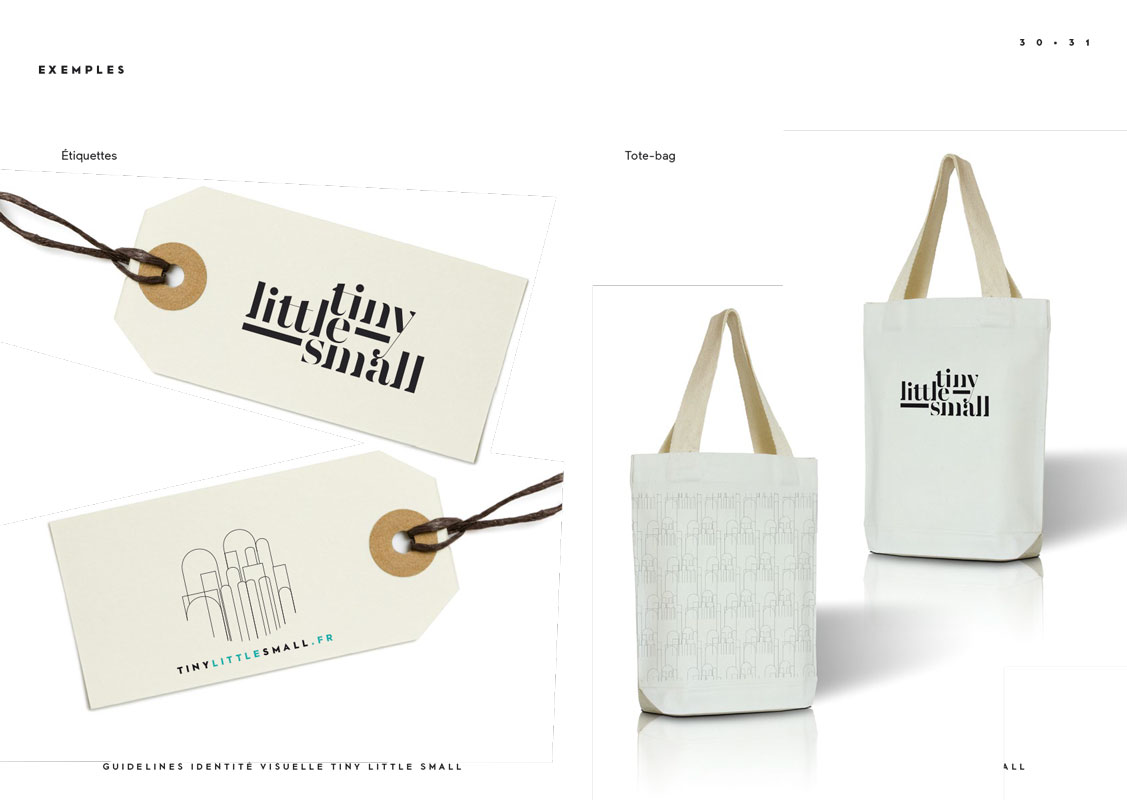 30•31
EXEMPLES
Étiquettes
tiny
little
small
TINYLITTLESMALL.FR
Tote-bag
tiny
little
small
GUIDELINES IDENTITÉ VISUELLE TINY LITTLE SMALL
ALL